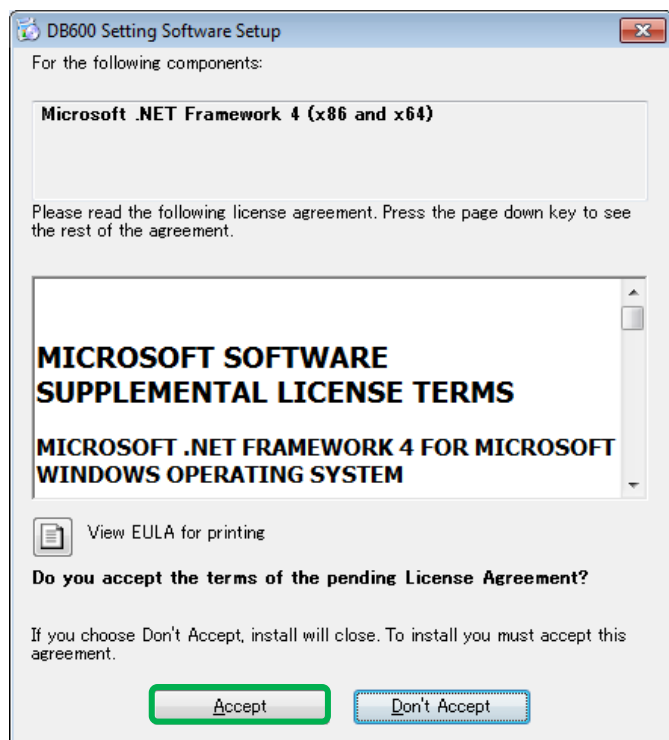 DB600 Setting Software Setup
For the following components:
Microsoft .NET Framework 4 (x86 and x64)
Please read the following license agreement. Press the page down key to see
the rest of the agreement.
MICROSOFT SOFTWARE
SUPPLEMENTAL LICENSE TERMS
MICROSOFT .NET FRAMEWORK 4 FOR MICROSOFT
WINDOWS OPERATING SYSTEM
View EULA for printing
Do you accept the terms of the pending License Agreement?
If you choose Don't Accept, install will close. To install you must accept this
agreement.
Accept
Don't Accept